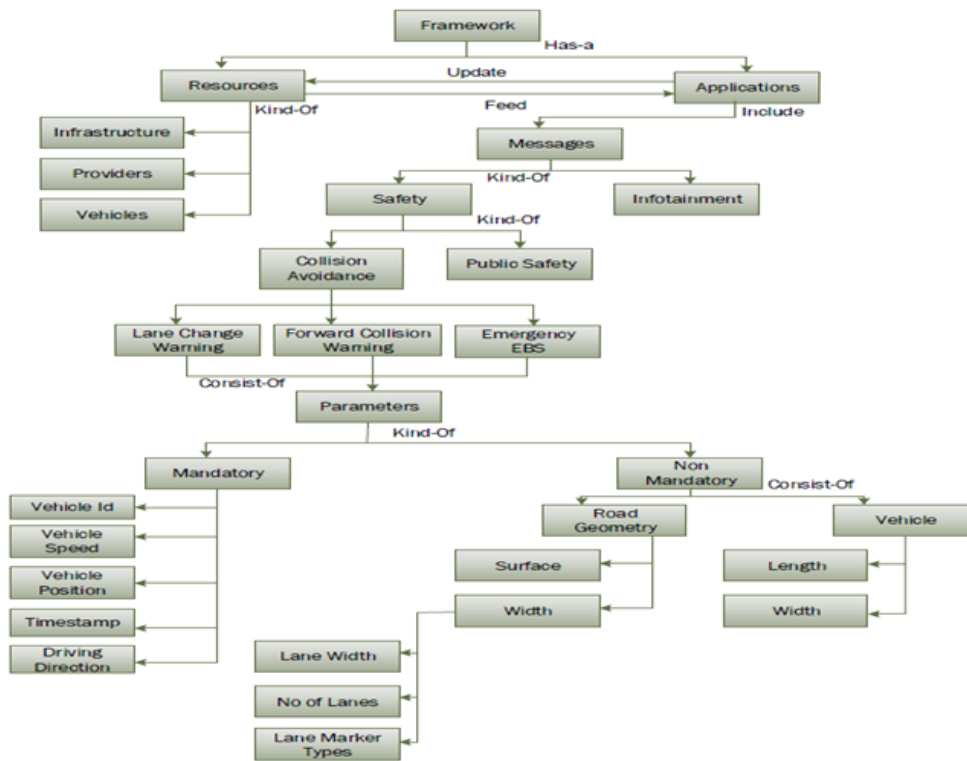 Framework
Has-a
Resources
Update
Applications
Kind-Of
Feed
Include
Infrastructure
Messages
Providers
Kind-Of
Vehicles
Safety
Infotainment
Kind-Of
Collision
Avoidance
Public Safety
Lane Change
Warning
Forward Collision
Warning
Emergency
EBS
Consist-Of
Parameters
Kind-Of
Mandatory
Non
Mandatory
Consist-Of
Vehicle Id
Vehicle
Speed
Vehicle
Position
Timestamp
Driving
Direction
Road
Geometry
Vehicle
Surface
Length
Width
Width
Lane Width
No of Lanes
Lane Marker
Types